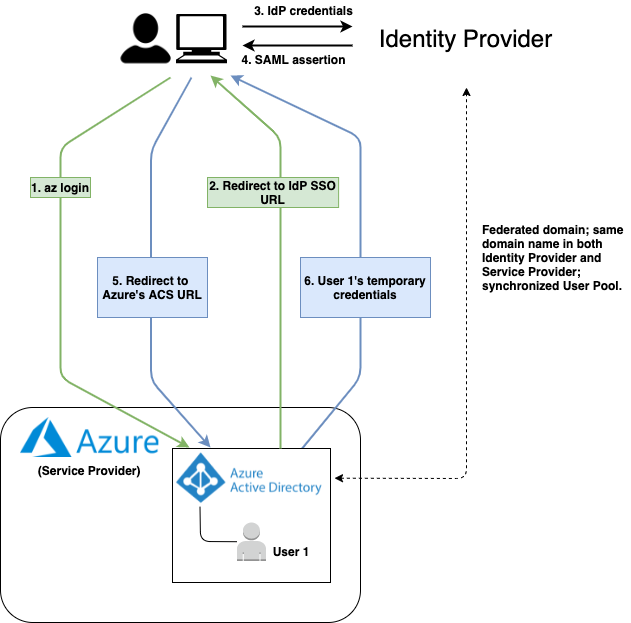 3. IdP credentials
4. SAML assertion
Identity Provider
1. az login
2. Redirect to IdP SSO
URL
Federated domain; same
domain name in both
Identity Provider and
Service Provider;
synchronized User Pool.
5. Redirect to
Azure's ACS URL
6. User 1's temporary
credentials
Azure
(Service Provider)
Azure
Active Directory
User 1